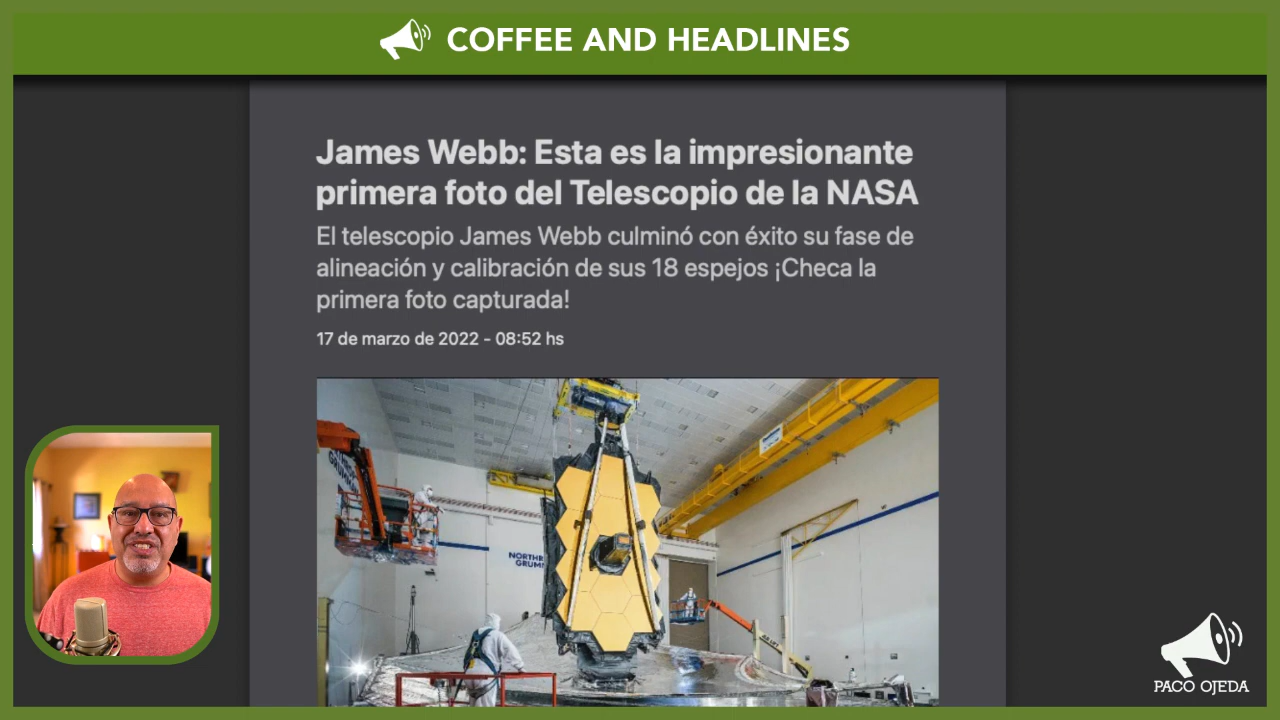 COFFEE AND HEADLINES
James Webb: Esta es la impresionante
primera foto del Telescopio de la NASA
El telescopio James Webb culminó con éxito su fase de
alineación y calibración de sus 18 espejos ¡Checa la
primera foto capturada!
17 de marzo de 2022 - 08:52 hs
PACO OJEDA